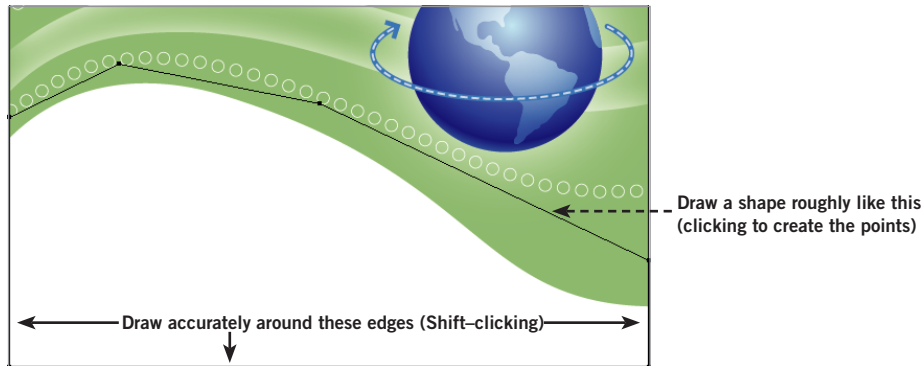 Draw a shape roughly like this
(clicking to create the points)
Draw accurately around these edges (Shift–clicking)